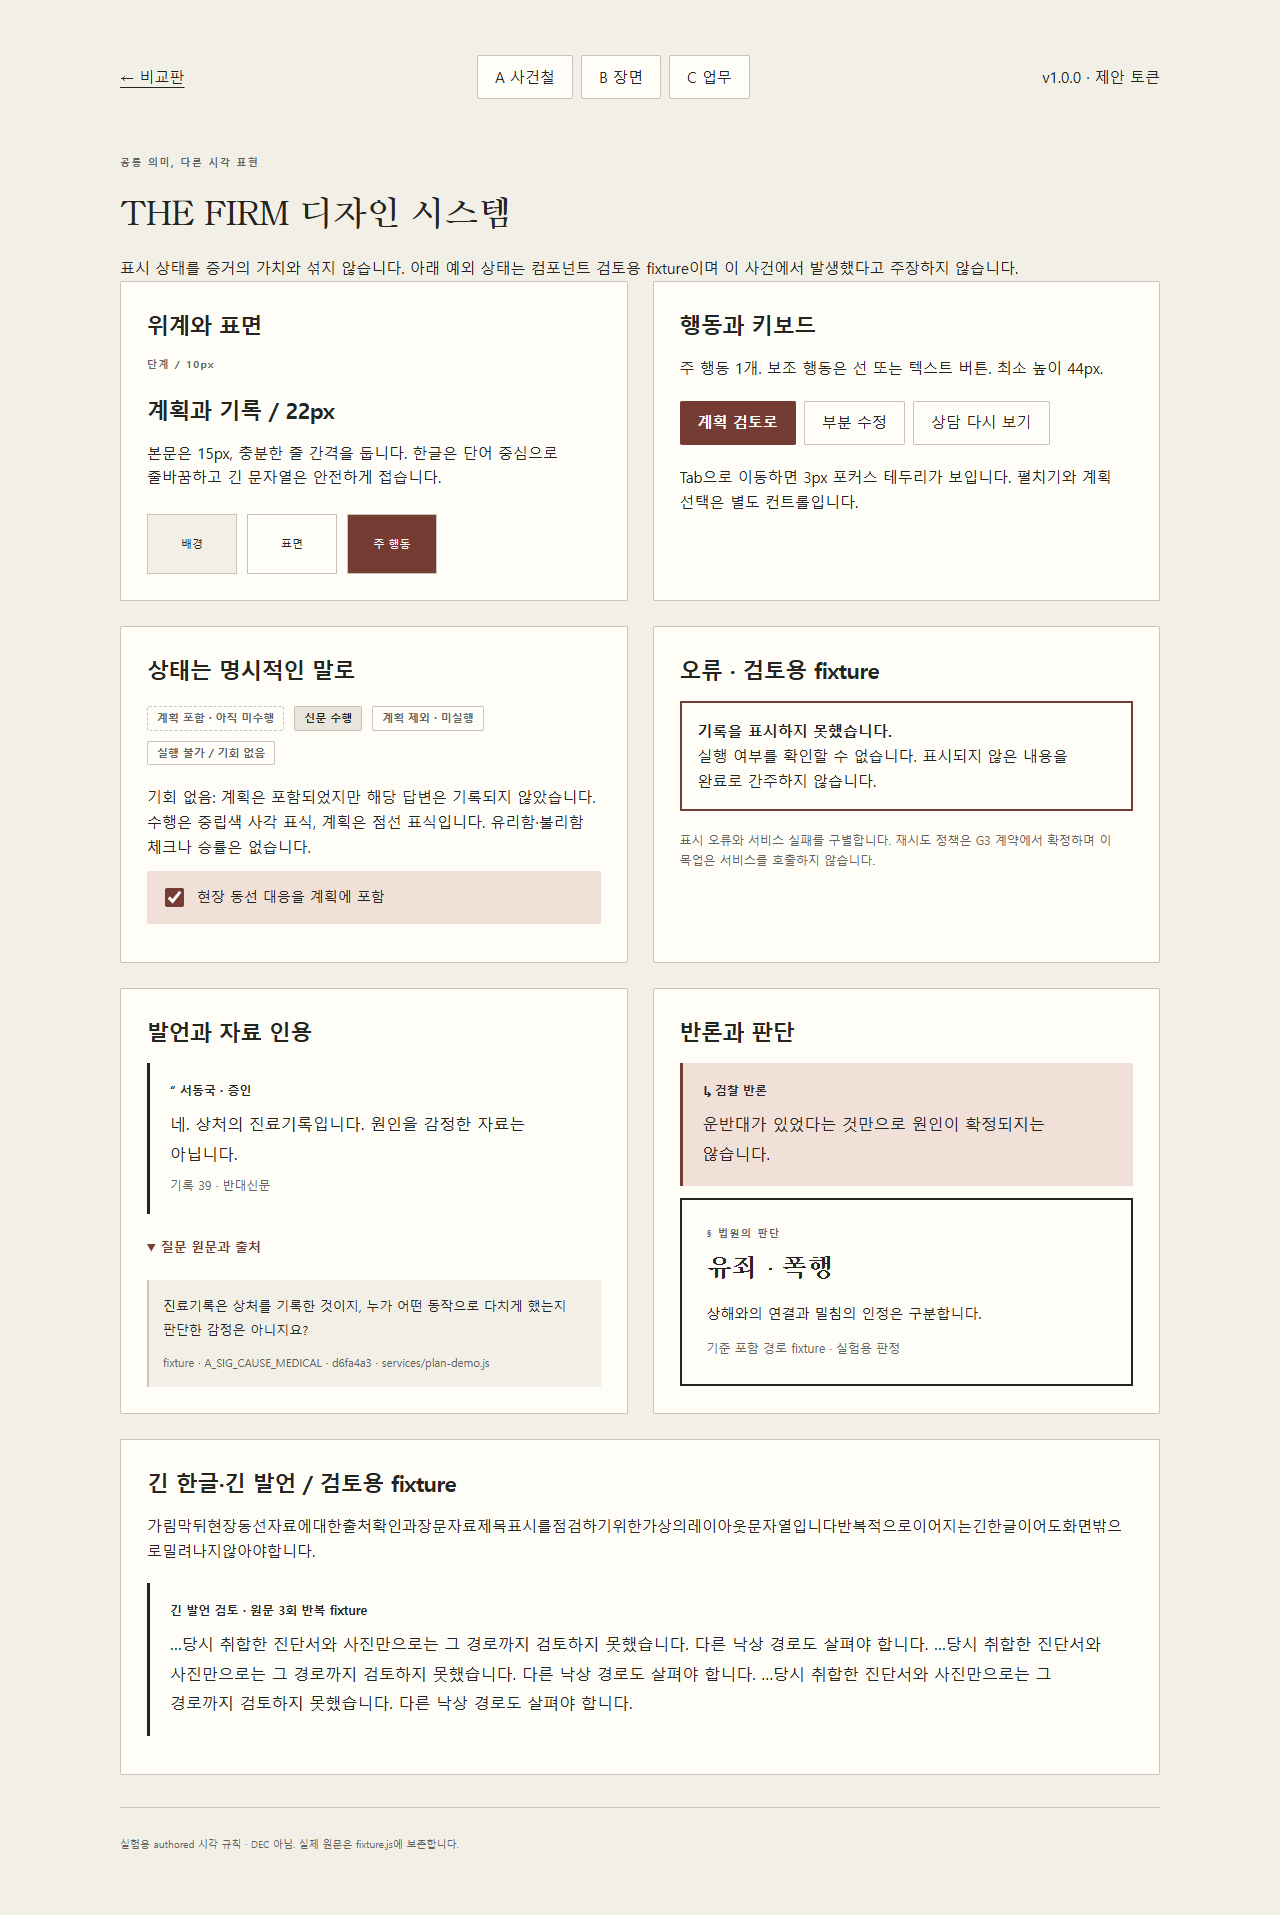 ← 비교판
A 사건철
B 장면
C 업무
v1.0.0 · 제안 토큰
공통 의미, 다른 시각 표현
THE FIRM 디자인 시스템
표시 상태를 증거의 가치와 섞지 않습니다. 아래 예외 상태는 컴포넌트 검토용 fixture이며 이 사건에서 발생했다고 주장하지 않습니다.
위계와 표면
단계 / 10px
계획과 기록 / 22px
본문은 15px, 충분한 줄 간격을 둡니다. 한글은 단어 중심으로
줄바꿈하고 긴 문자열은 안전하게 접습니다.
배경
표면
주 행동
행동과 키보드
주 행동 1개. 보조 행동은 선 또는 텍스트 버튼. 최소 높이 44px.
계획 검토로
부분 수정
상담 다시 보기
Tab으로 이동하면 3px 포커스 테두리가 보입니다. 펼치기와 계획
선택은 별도 컨트롤입니다.
상태는 명시적인 말로
계획 포함 · 아직 미수행
신문 수행
계획 제외 · 미실행
실행 불가 / 기회 없음
기회 없음: 계획은 포함되었지만 해당 답변은 기록되지 않았습니다.
수행은 중립색 사각 표식, 계획은 점선 표식입니다. 유리함·불리함
체크나 승률은 없습니다.
현장 동선 대응을 계획에 포함
오류 · 검토용 fixture
기록을 표시하지 못했습니다.
실행 여부를 확인할 수 없습니다. 표시되지 않은 내용을
완료로 간주하지 않습니다.
표시 오류와 서비스 실패를 구별합니다. 재시도 정책은 G3 계약에서 확정하며 이
목업은 서비스를 호출하지 않습니다.
발언과 자료 인용
“ 서동국 · 증인
네. 상처의 진료기록입니다. 원인을 감정한 자료는
아닙니다.
기록 39 · 반대신문
▼ 질문 원문과 출처
진료기록은 상처를 기록한 것이지, 누가 어떤 동작으로 다치게 했는지
판단한 감정은 아니지요?
fixture · A_SIG_CAUSE_MEDICAL · d6fa4a3 · services/plan-demo.js
반론과 판단
↳ 검찰 반론
운반대가 있었다는 것만으로 원인이 확정되지는
않습니다.
§ 법원의 판단
유죄 · 폭행
상해와의 연결과 밀침의 인정은 구분합니다.
기준 포함 경로 fixture · 실험용 판정
긴 한글·긴 발언 / 검토용 fixture
가림막뒤현장동선자료에대한출처확인과장문자료제목표시를점검하기위한가상의레이아웃문자열입니다반복적으로이어지는긴한글이어도화면밖으
로밀려나지않아야합니다.
긴 발언 검토 · 원문 3회 반복 fixture
…당시 취합한 진단서와 사진만으로는 그 경로까지 검토하지 못했습니다. 다른 낙상 경로도 살펴야 합니다. …당시 취합한 진단서와
사진만으로는 그 경로까지 검토하지 못했습니다. 다른 낙상 경로도 살펴야 합니다. …당시 취합한 진단서와 사진만으로는 그
경로까지 검토하지 못했습니다. 다른 낙상 경로도 살펴야 합니다.
실험용 authored 시각 규칙 · DEC 아님. 실제 원문은 fixture.js에 보존합니다.